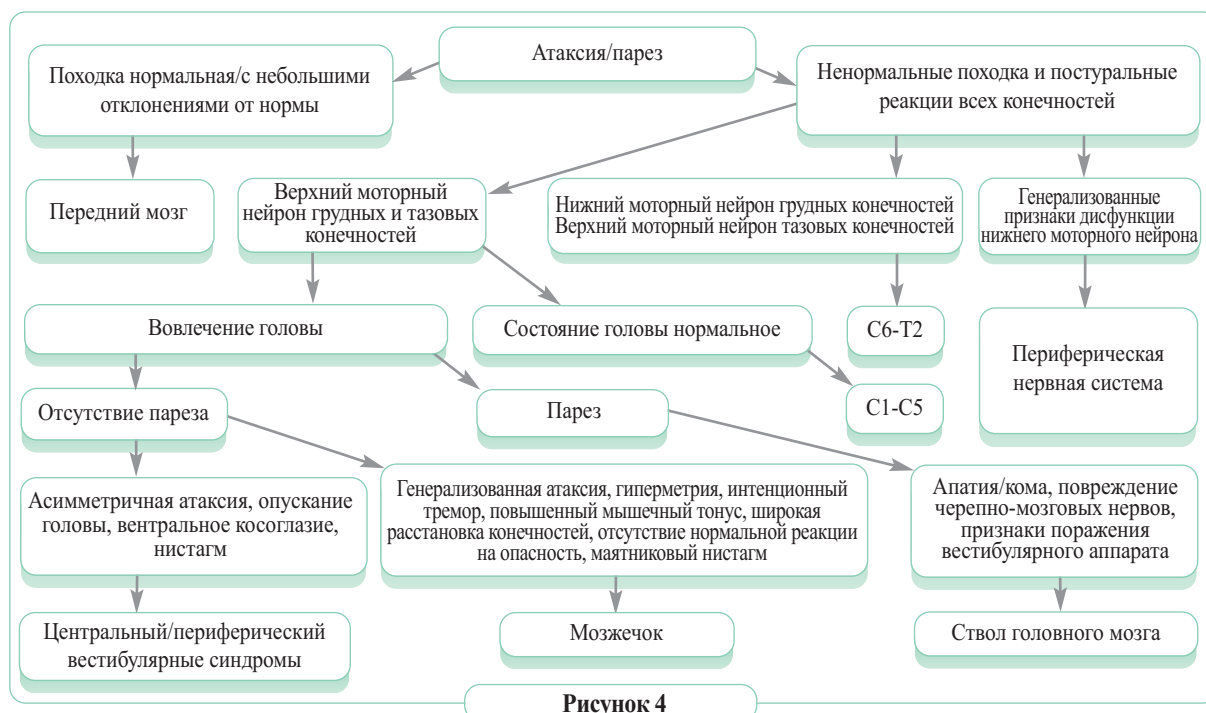 Атаксия/парез
Походка нормальная/с небольшими
отклонениями от нормы
Ненормальные походка и постуральные
реакции всех конечностей
Передний мозг
Верхний моторный
нейрон грудных и тазовых
конечностей
Нижний моторный нейрон грудных конечностей
Верхний моторный нейрон тазовых конечностей
Генерализованные
признаки дисфункции
нижнего моторного нейрона
Вовлечение головы
Состояние головы нормальное
С6-Т2
Периферическая
нервная система
Отсутствие пареза
Парез
С1-С5
Асимметричная атаксия, опускание
головы, вентральное косоглазие,
нистагм
Генерализованная атаксия, гиперметрия, интенционный
тремор, повышенный мышечный тонус, широкая
расстановка конечностей, отсутствие нормальной реакции
на опасность, маятниковый нистагм
Апатия/кома, повреждение
черепно-мозговых нервов,
признаки поражения
вестибулярного аппарата
Центральный/периферический
вестибулярные синдромы
Мозжечок
Ствол головного мозга
Рисунок 4